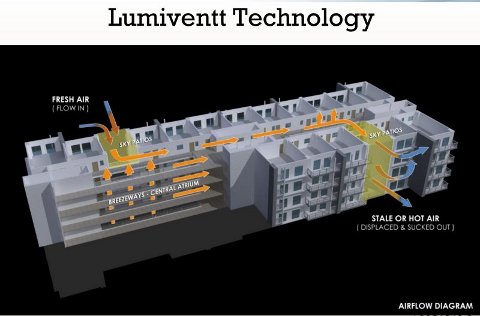 Lumiventt Technology
FRESH AIR
( FLOW IN )
SKY PATIOS
SKY PATIOS
BREEZEWAYS - CENTRAL ATRIUM
STALE OR HOT AIR
( DISPLACED & SUCKED OUT )
AIRFLOW DIAGRAM